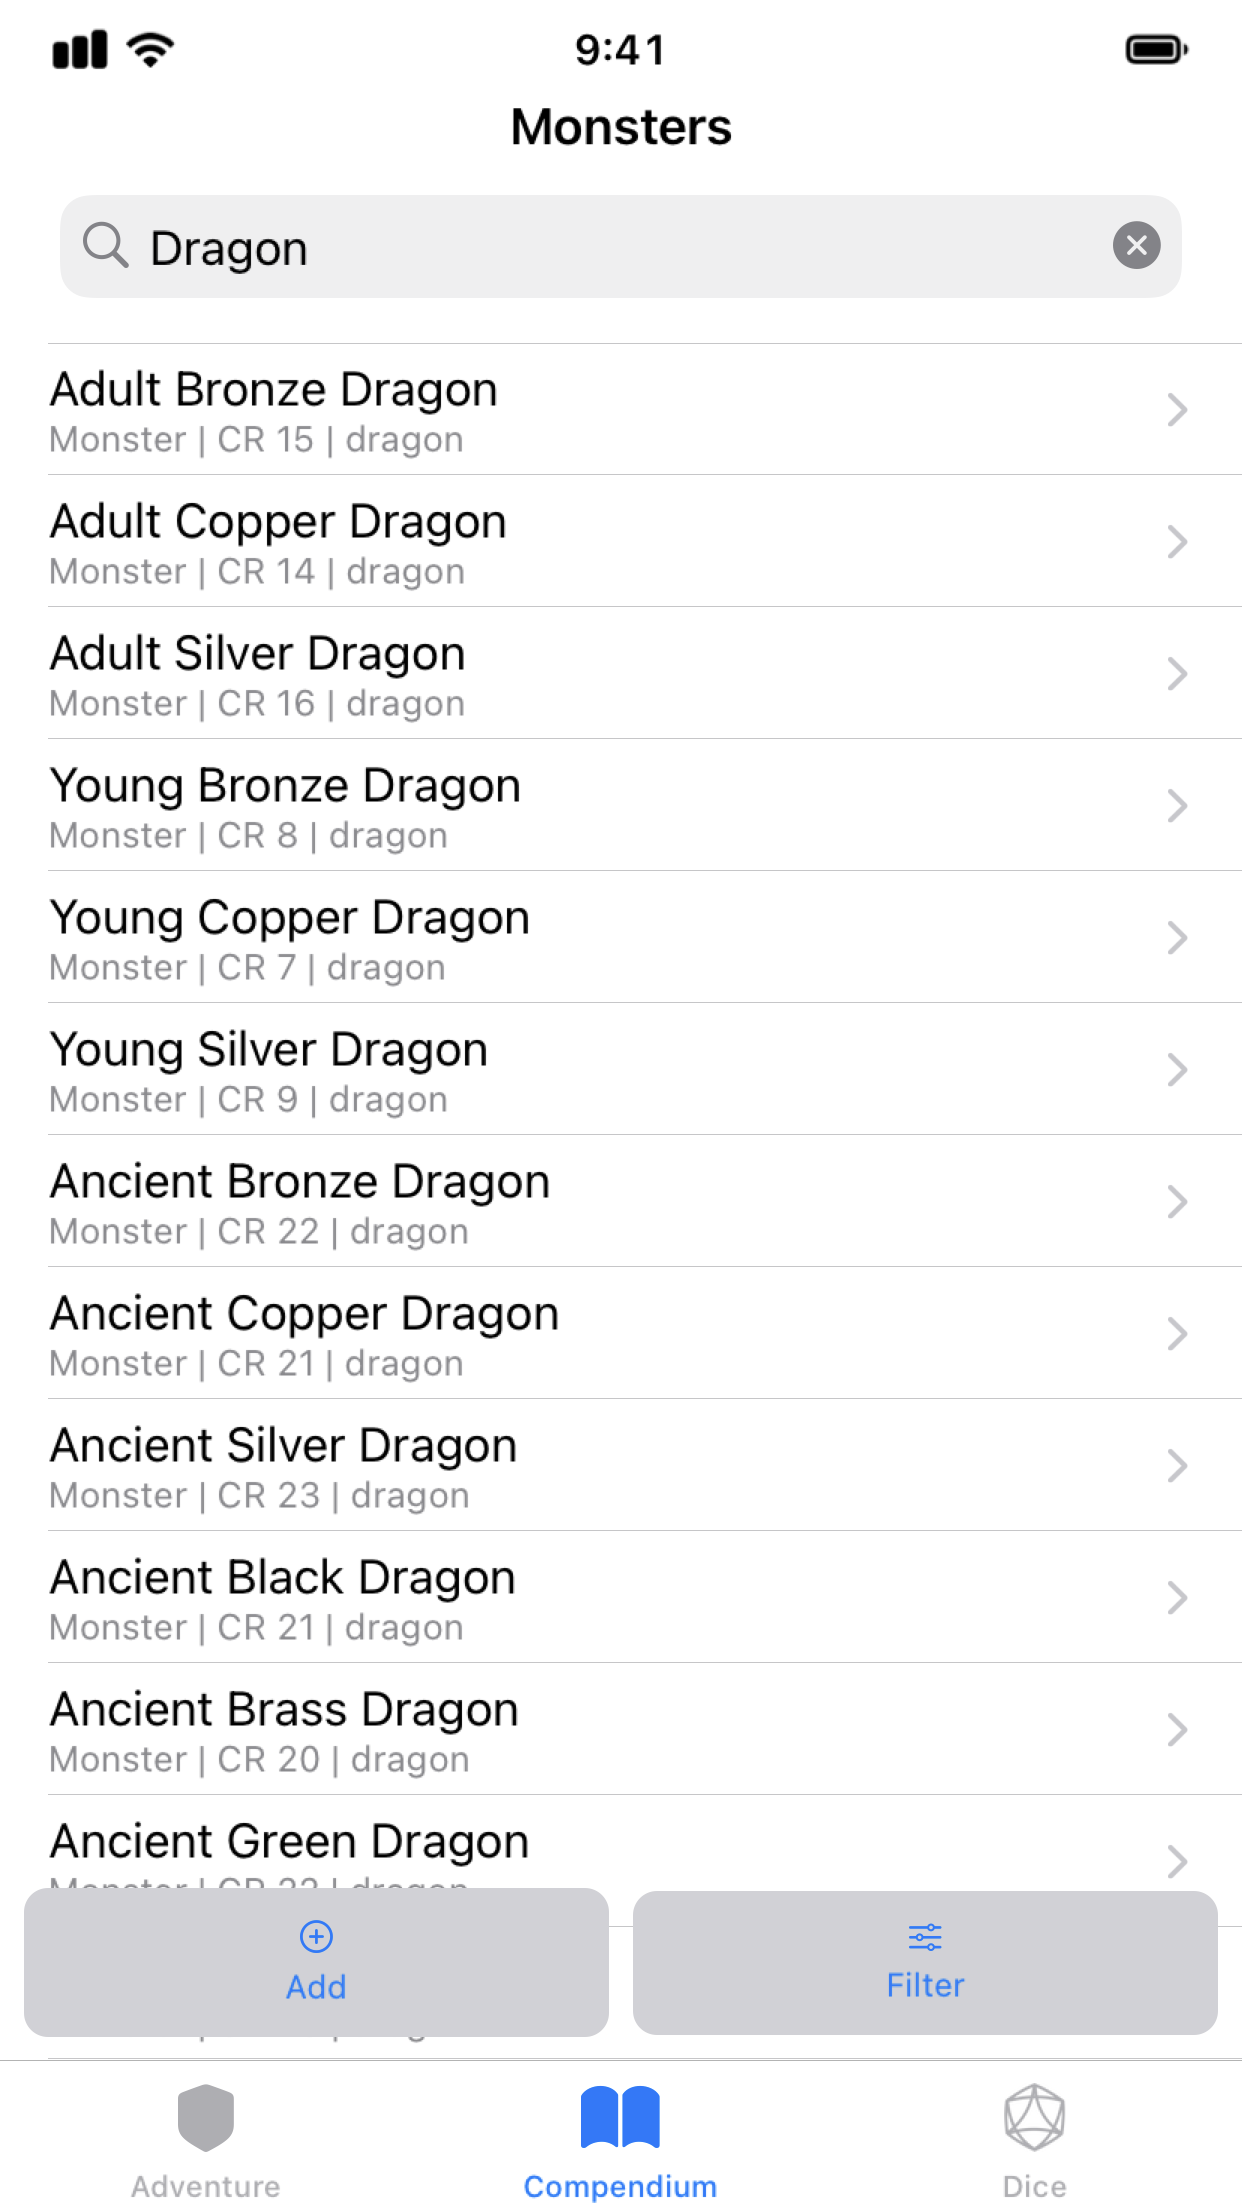 9:41
Monsters
Dragon
Adult Bronze Dragon
Monster | CR 15 | dragon
Adult Copper Dragon
Monster | CR 14 | dragon
Adult Silver Dragon
Monster | CR 16 | dragon
Young Bronze Dragon
Monster | CR 8 | dragon
Young Copper Dragon
Monster | CR 7 | dragon
Young Silver Dragon
Monster | CR 9 | dragon
Ancient Bronze Dragon
Monster | CR 22 | dragon
Ancient Copper Dragon
Monster | CR 21 | dragon
Ancient Silver Dragon
Monster | CR 23 | dragon
Ancient Black Dragon
Monster | CR 21 | dragon
Ancient Brass Dragon
Monster | CR 20 | dragon
Ancient Green Dragon
Monster | CR 22 | dragon
Add
Filter
Adventure
Compendium
Dice